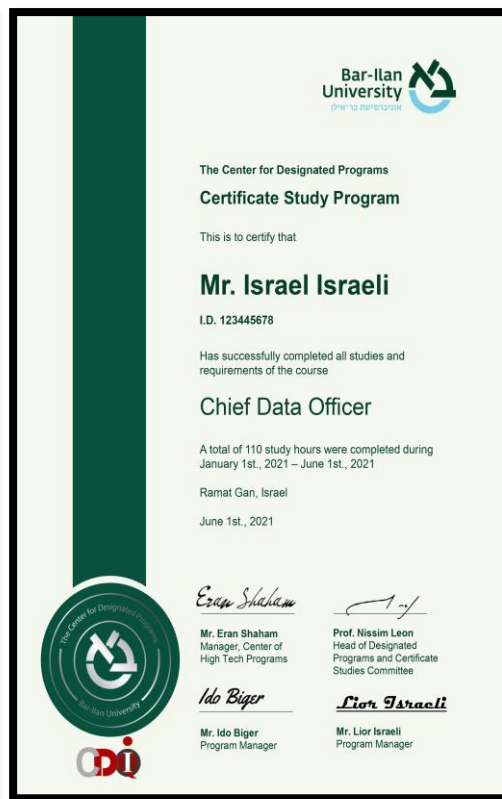 Bar-Ilan
University
אוניברסיטת בר־אילן
The Center for Designated Programs
Certificate Study Program
This is to certify that
Mr. Israel Israeli
I.D. 123445678
Has successfully completed all studies and
requirements of the course
Chief Data Officer
A total of 110 study hours were completed during
January 1st., 2021 – June 1st., 2021
Ramat Gan, Israel
June 1st., 2021
Eran Shaham
Mr. Eran Shaham
Manager, Center of
High Tech Programs
Prof. Nissim Leon
Head of Designated
Programs and Certificate
Studies Committee
Ido Biger
Mr. Ido Biger
Program Manager
Lior Israeli
Mr. Lior Israeli
Program Manager
The Center for Designated Programs
Bar-Ilan University
CDOI